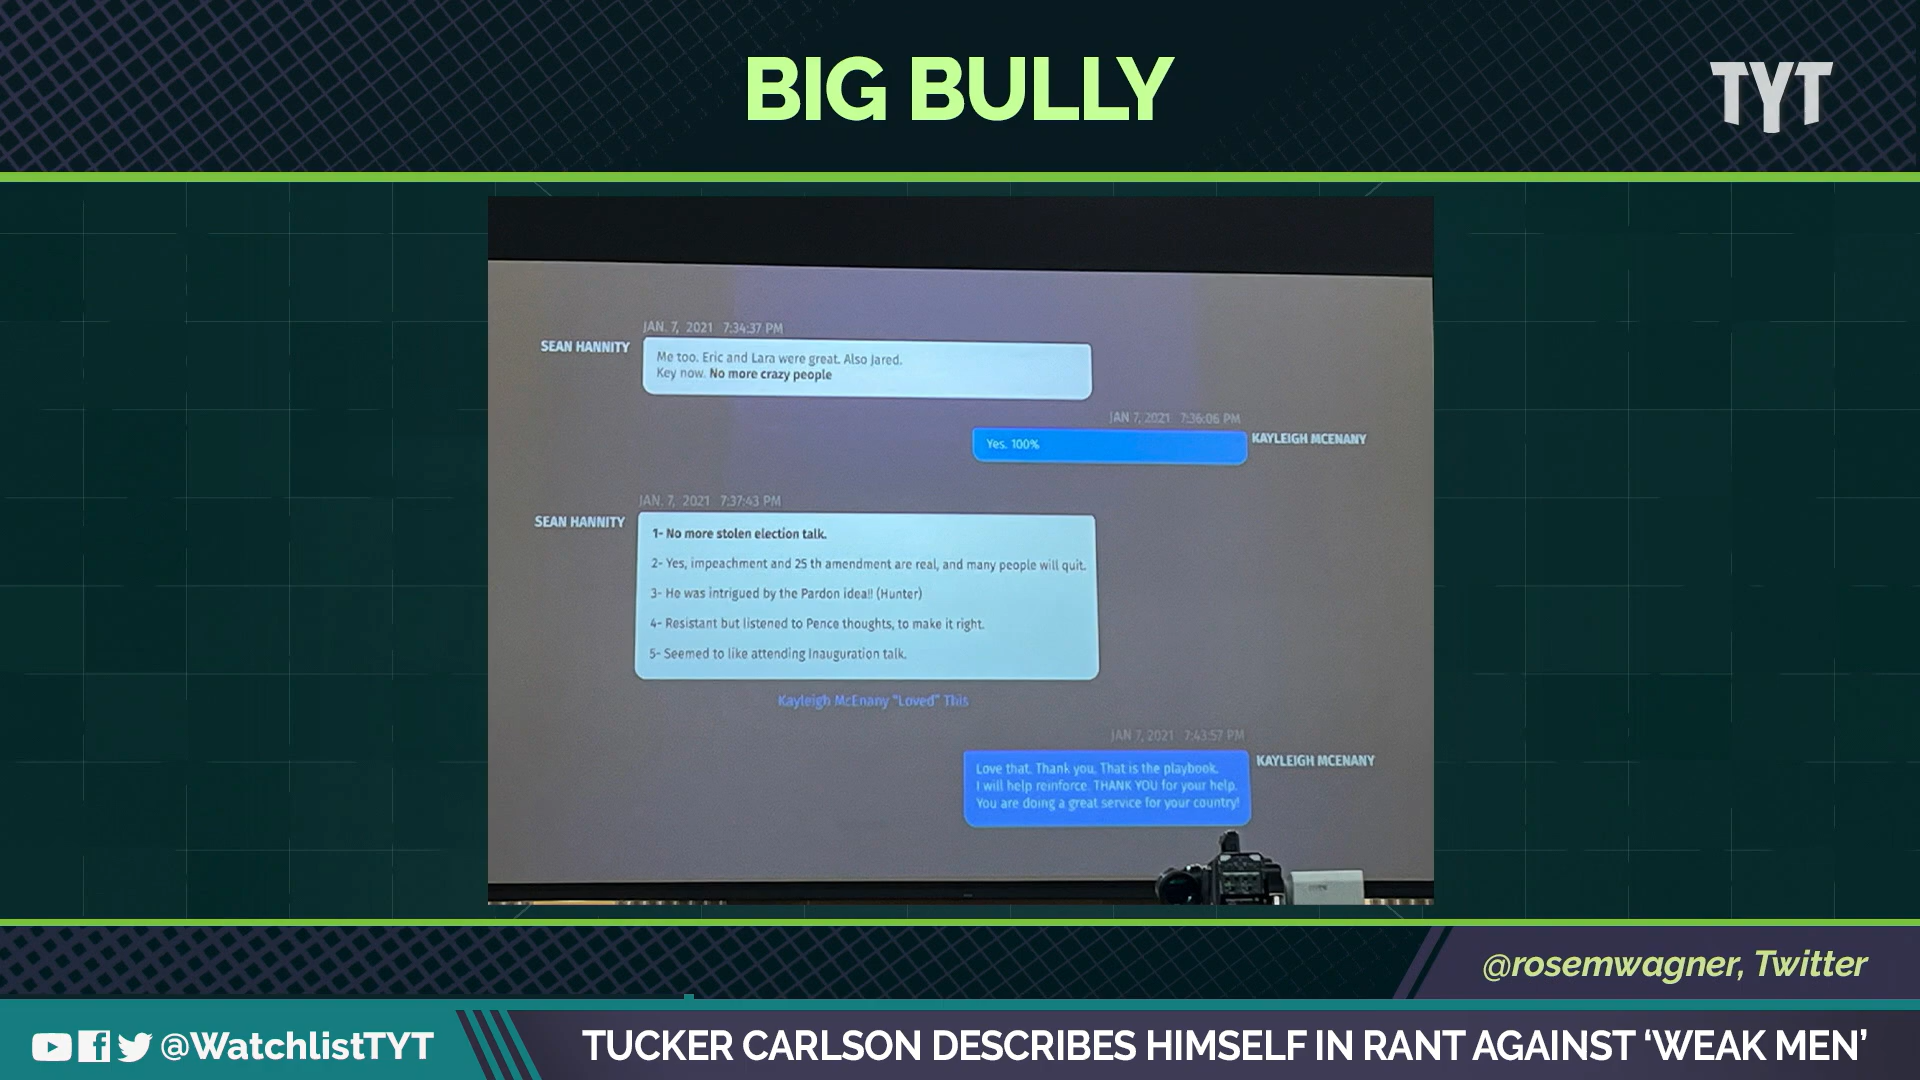 BIG BULLY
TYT
JAN. 7, 2021 7:34:37 PM
SEAN HANNITY
Me too. Eric and Lara were great. Also Jared.
Key now. No more crazy people
JAN 7, 2021 7:36:06 PM
Yes. 100%
KAYLEIGH MCENANY
JAN. 7, 2021 7:37:43 PM
SEAN HANNITY
1- No more stolen election talk.
2- Yes, impeachment and 25 th amendment are real, and many people will quit.
3- He was intrigued by the Pardon idea!! (Hunter)
4- Resistant but listened to Pence thoughts, to make it right.
5- Seemed to like attending Inauguration talk.
Kayleigh McEnany "Loved" This
JAN 7, 2021 7:43:57 PM
Love that. Thank you. That is the playbook.
I will help reinforce. THANK YOU for your help.
You are doing a great service for your country!
KAYLEIGH MCENANY
@rosemwagner, Twitter
@WatchlistTYT
TUCKER CARLSON DESCRIBES HIMSELF IN RANT AGAINST ‘WEAK MEN’